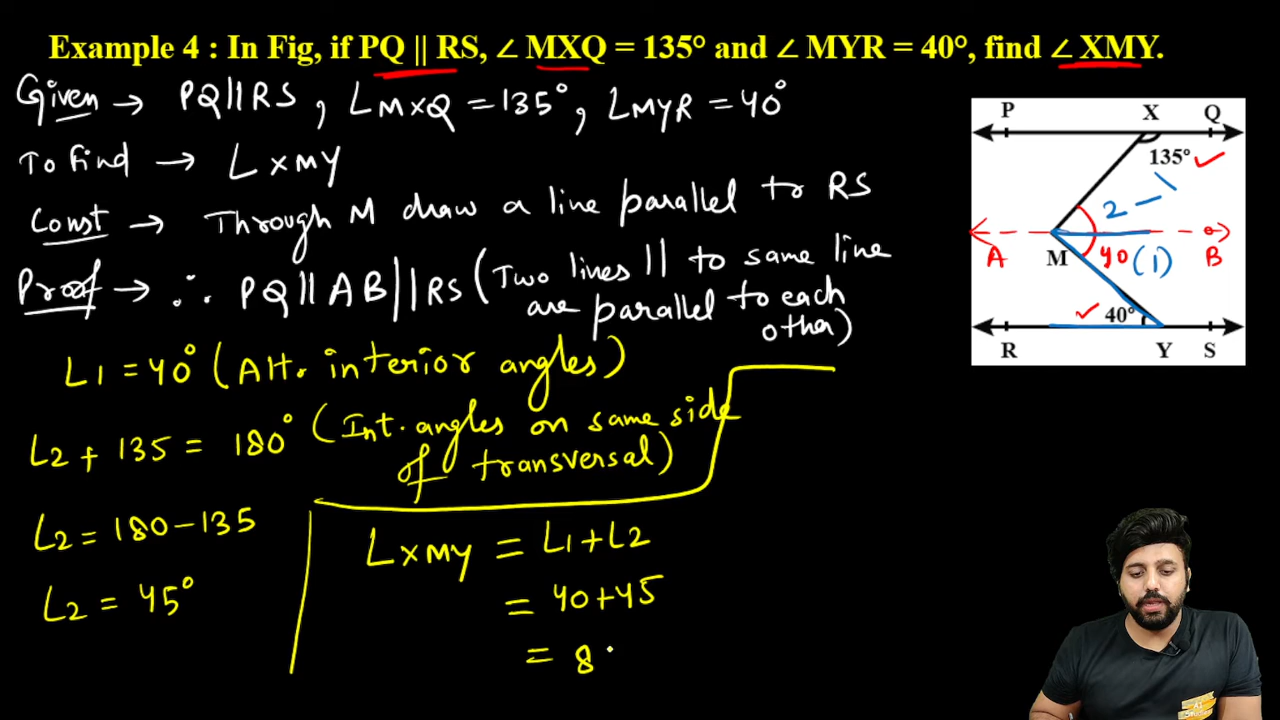 Example 4 : In Fig, if PQ || RS, ∠ MXQ = 135° and ∠ MYR = 40°, find ∠ XMY.
Given → PQ||RS, ∠MXQ = 135°, ∠MYR = 40°
To Find → ∠XMY
Const → Through M draw a line parallel to RS
Proof → ∴ PQ || AB || RS (Two lines || to same line
are parallel to each
other)
∠1 = 40° (Alt. interior angles)
∠2 + 135 = 180° (Int. angles on same side
of transversal)
∠2 = 180 - 135
∠2 = 45°
∠XMY = ∠1 + ∠2
= 40 + 45
= 8
P X Q
135° ✓
2
A M 40 (1) B
✓ 40°
R Y S